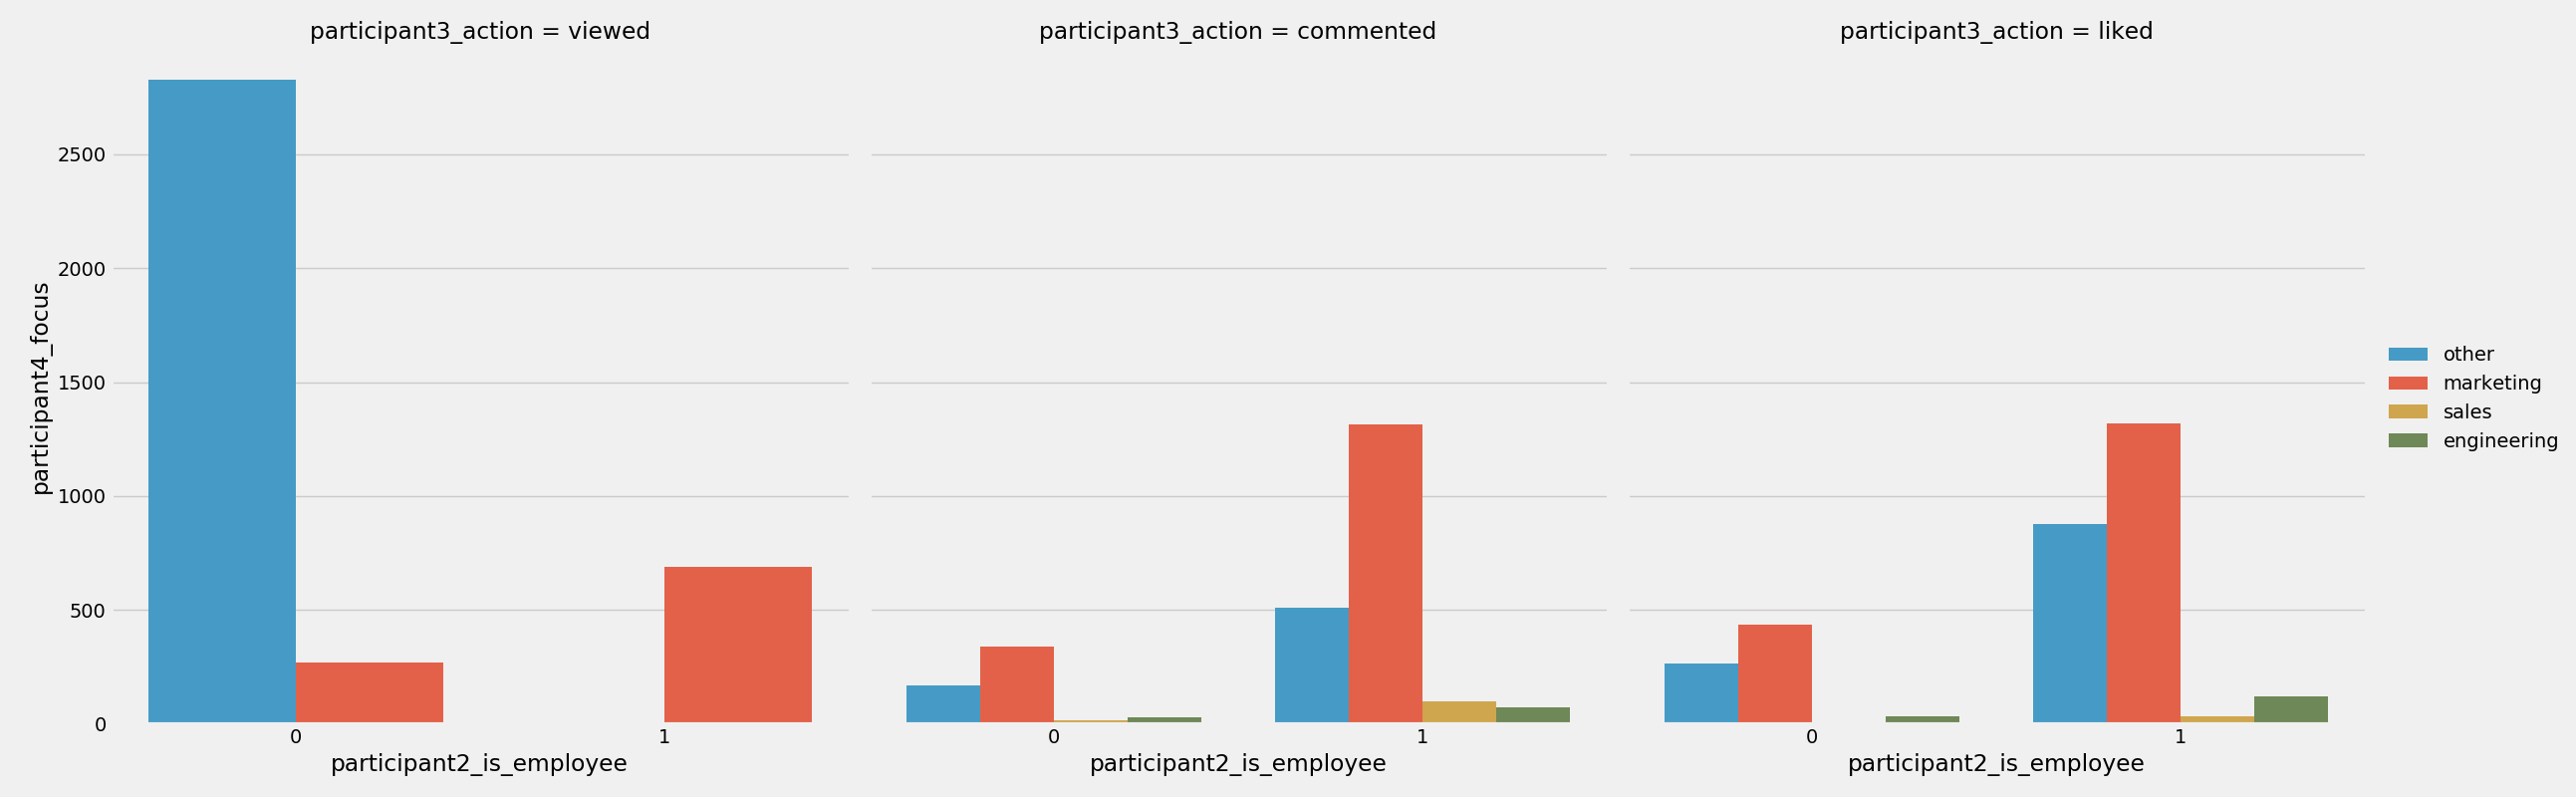 participant3_action = viewed
participant3_action = commented
participant3_action = liked
participant4_focus
2500
2000
1500
1000
500
0
0 1
participant2_is_employee
0 1
participant2_is_employee
0 1
participant2_is_employee
other
marketing
sales
engineering